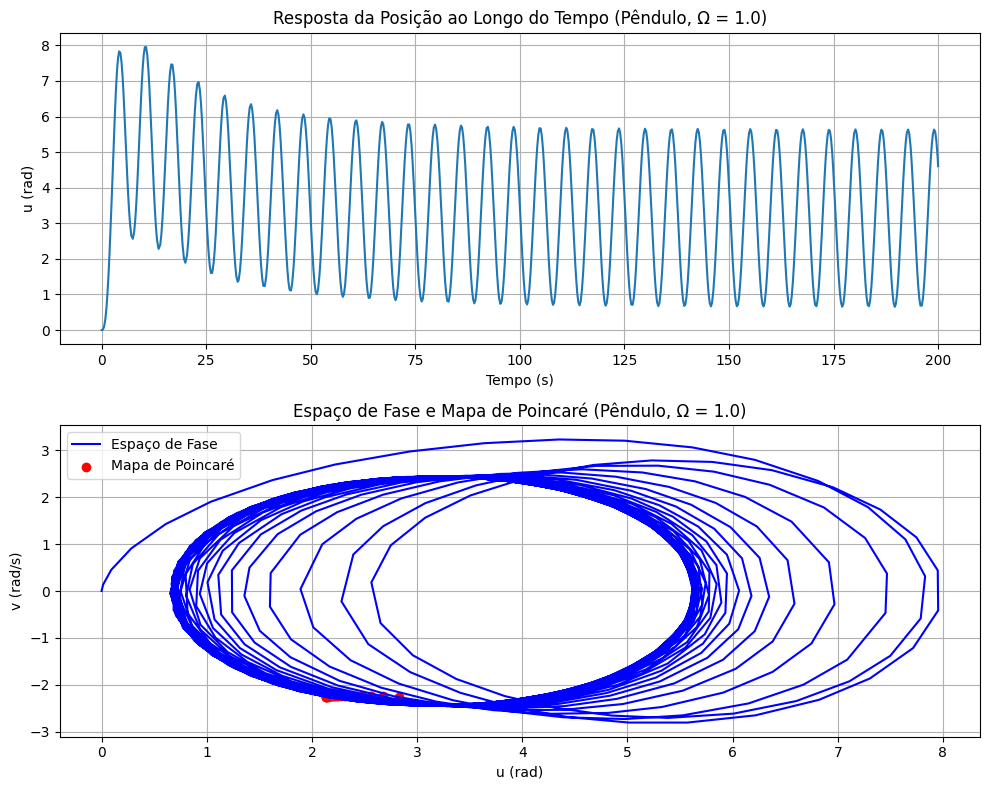 Resposta da Posição ao Longo do Tempo (Pêndulo, Ω = 1.0)
8
7
6
5
4
3
2
1
0
u (rad)
0 25 50 75 100 125 150 175 200
Tempo (s)
Espaço de Fase e Mapa de Poincaré (Pêndulo, Ω = 1.0)
Espaço de Fase
Mapa de Poincaré
3
2
1
0
−1
−2
−3
v (rad/s)
0 1 2 3 4 5 6 7 8
u (rad)